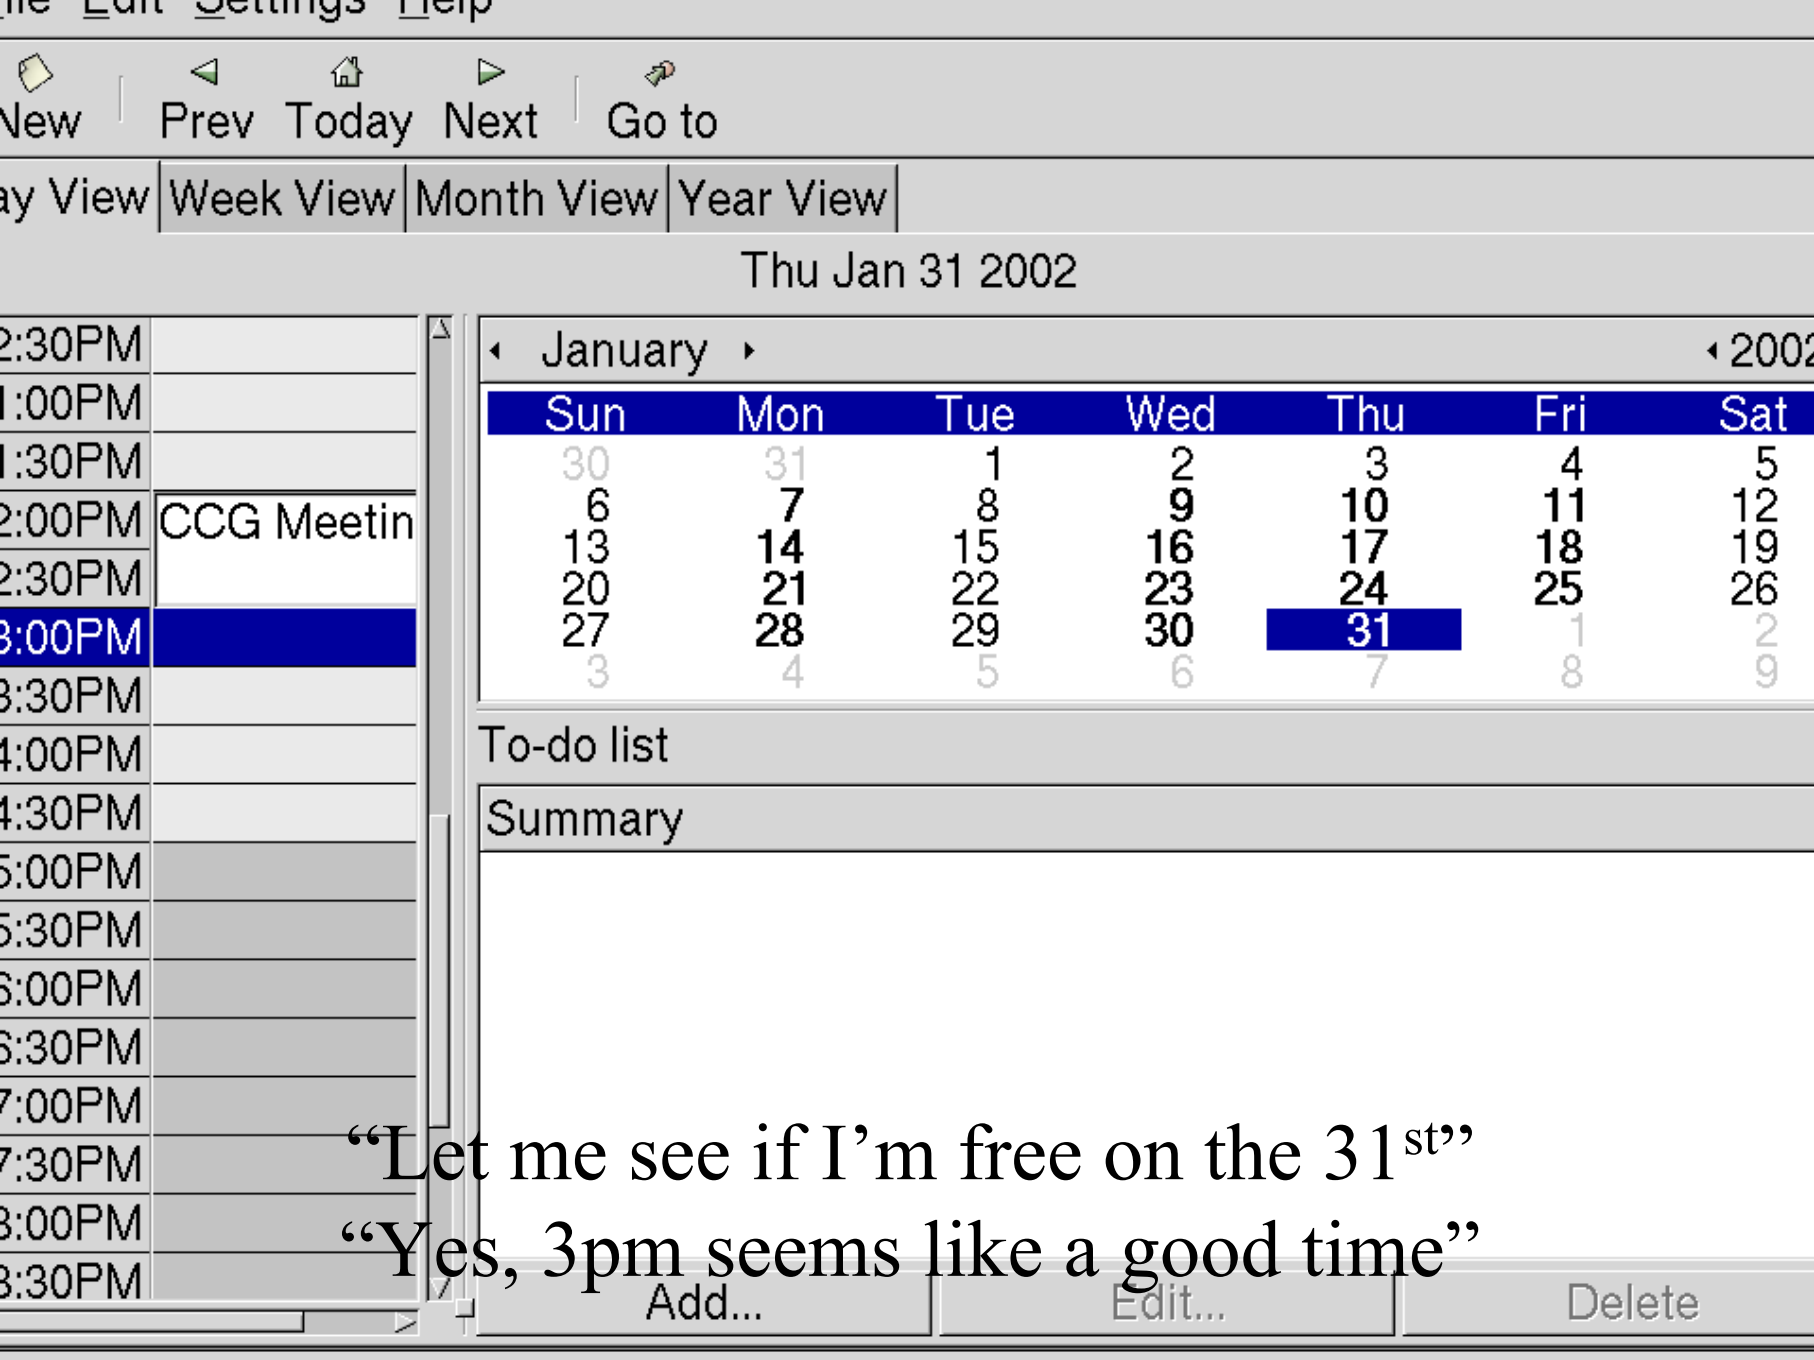 File Edit Settings Help
New Prev Today Next Go to
ay View Week View Month View Year View
Thu Jan 31 2002
2:30PM
1:00PM
1:30PM
2:00PM CCG Meetin
2:30PM
3:00PM
3:30PM
4:00PM
4:30PM
5:00PM
5:30PM
6:00PM
6:30PM
7:00PM
7:30PM
8:00PM
8:30PM
January 2002
Sun Mon Tue Wed Thu Fri Sat
30 31 1 2 3 4 5
6 7 8 9 10 11 12
13 14 15 16 17 18 19
20 21 22 23 24 25 26
27 28 29 30 31 1 2
3 4 5 6 7 8 9
To-do list
Summary
“Let me see if I’m free on the 31st”
“Yes, 3pm seems like a good time”
Add... Edit... Delete